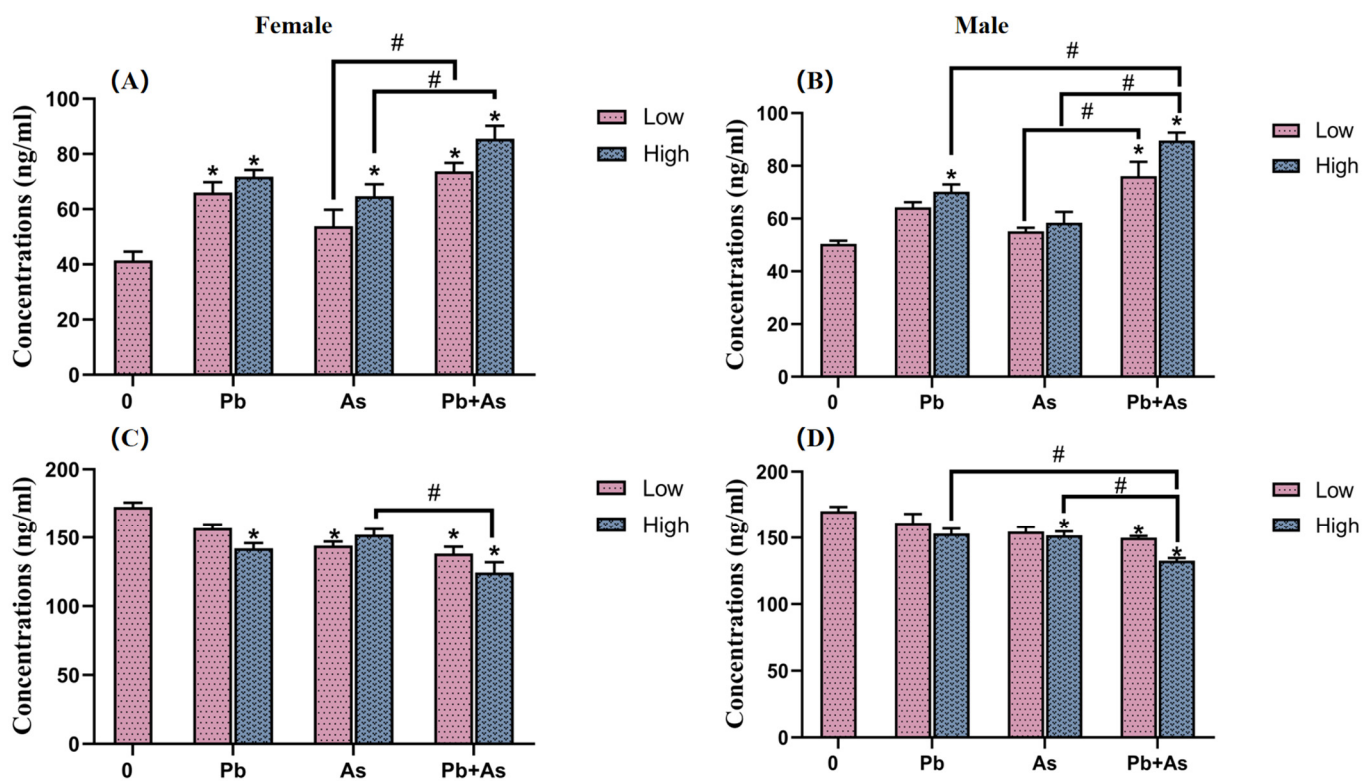 Female
Male
(A)
#
#
Concentrations (ng/ml)
100
80
60
40
20
0
* * * * *
0 Pb As Pb+As
Low
High
(B)
#
#
#
Concentrations (ng/ml)
100
80
60
40
20
0
* * *
0 Pb As Pb+As
Low
High
(C)
#
Concentrations (ng/ml)
200
150
100
50
0
* * * *
0 Pb As Pb+As
Low
High
(D)
#
#
Concentrations (ng/ml)
200
150
100
50
0
* * *
0 Pb As Pb+As
Low
High